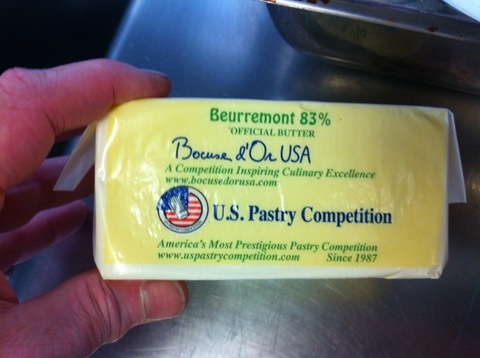 Beurremont 83%
'OFFICIAL BUTTER
Bocuse d'Or USA
A Competition Inspiring Culinary Excellence
www.bocusedorusa.com
U.S. Pastry Competition
America's Most Prestigious Pastry Competition
www.uspastrycompetition.com Since 1987